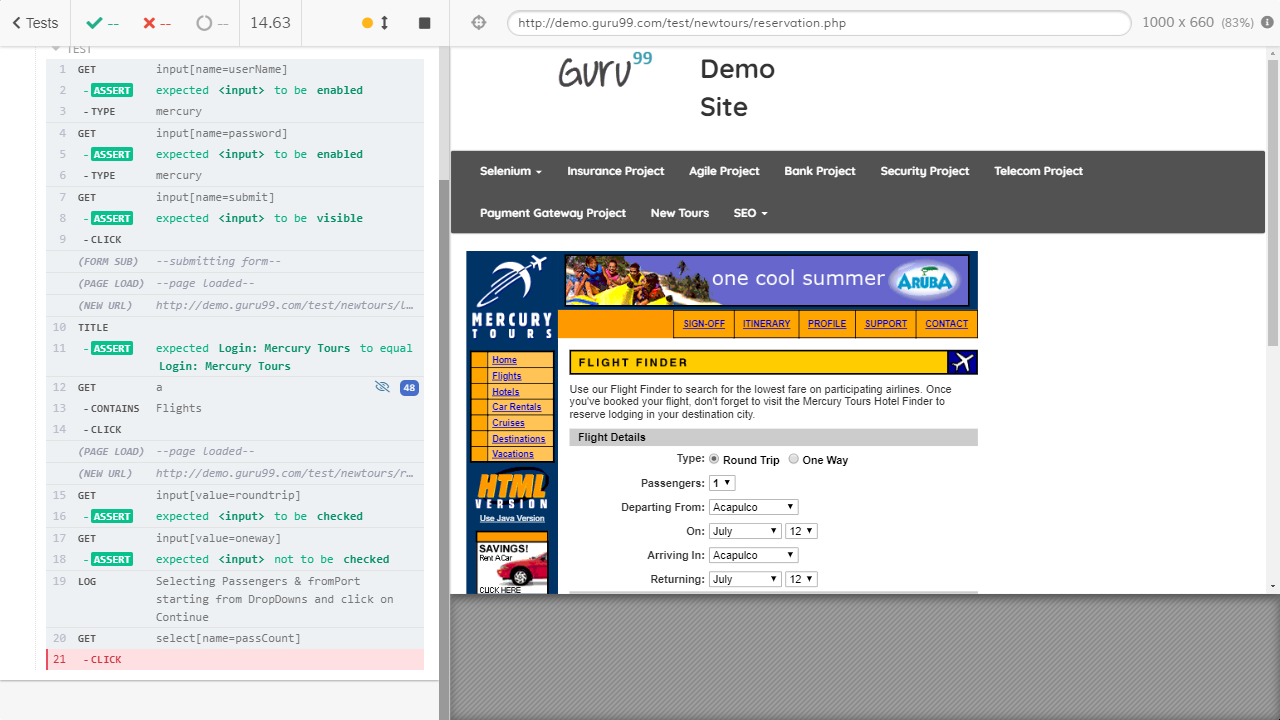 Tests
--
--
--
14.63
http://demo.guru99.com/test/newtours/reservation.php
1000 x 660 (83%)
TEST
1 GET input[name=userName]
2 - ASSERT expected <input> to be enabled
3 - TYPE mercury
4 GET input[name=password]
5 - ASSERT expected <input> to be enabled
6 - TYPE mercury
7 GET input[name=submit]
8 - ASSERT expected <input> to be visible
9 - CLICK
(FORM SUB) --submitting form--
(PAGE LOAD) --page loaded--
(NEW URL) http://demo.guru99.com/test/newtours/l…
10 TITLE
11 - ASSERT expected Login: Mercury Tours to equal
Login: Mercury Tours
12 GET a 48
13 - CONTAINS Flights
14 - CLICK
(PAGE LOAD) --page loaded--
(NEW URL) http://demo.guru99.com/test/newtours/r…
15 GET input[value=roundtrip]
16 - ASSERT expected <input> to be checked
17 GET input[value=oneway]
18 - ASSERT expected <input> not to be checked
19 LOG Selecting Passengers & fromPort
starting from DropDowns and click on
Continue
20 GET select[name=passCount]
21 - CLICK
Guru99
Demo
Site
Selenium Insurance Project Agile Project Bank Project Security Project Telecom Project
Payment Gateway Project New Tours SEO
one cool summer ARUBA
MERCURY
TOURS
SIGN-OFF ITINERARY PROFILE SUPPORT CONTACT
Home
Flights
Hotels
Car Rentals
Cruises
Destinations
Vacations
HTML
VERSION
Use Java Version
SAVINGS!
Rent A Car
CLICK HERE
FLIGHT FINDER
Use our Flight Finder to search for the lowest fare on participating airlines. Once
you've booked your flight, don't forget to visit the Mercury Tours Hotel Finder to
reserve lodging in your destination city.
Flight Details
Type: Round Trip One Way
Passengers: 1
Departing From: Acapulco
On: July 12
Arriving In: Acapulco
Returning: July 12